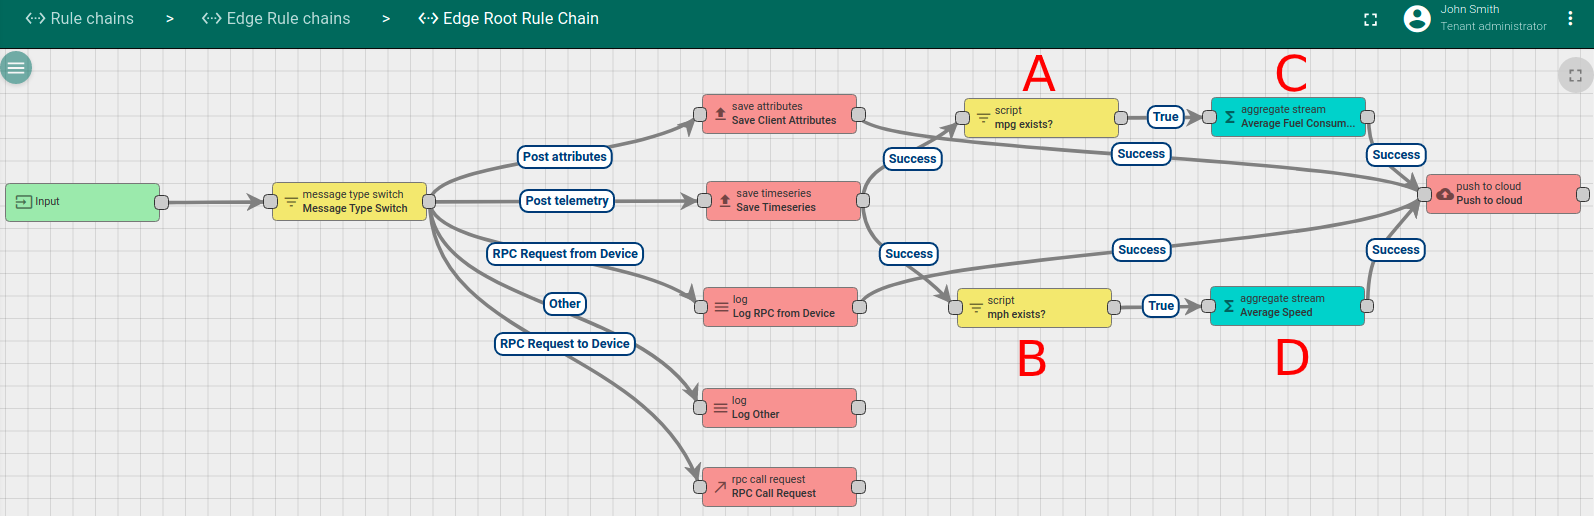 Rule chains > Edge Rule chains > Edge Root Rule Chain
John Smith
Tenant administrator
A
C
save attributes
Save Client Attributes
script
mpg exists?
True
aggregate stream
Average Fuel Consum...
Post attributes
Success
Success
Success
Input
message type switch
Message Type Switch
Post telemetry
save timeseries
Save Timeseries
push to cloud
Push to cloud
RPC Request from Device
Success
Success
Success
Other
log
Log RPC from Device
script
mph exists?
True
aggregate stream
Average Speed
RPC Request to Device
B
D
log
Log Other
rpc call request
RPC Call Request